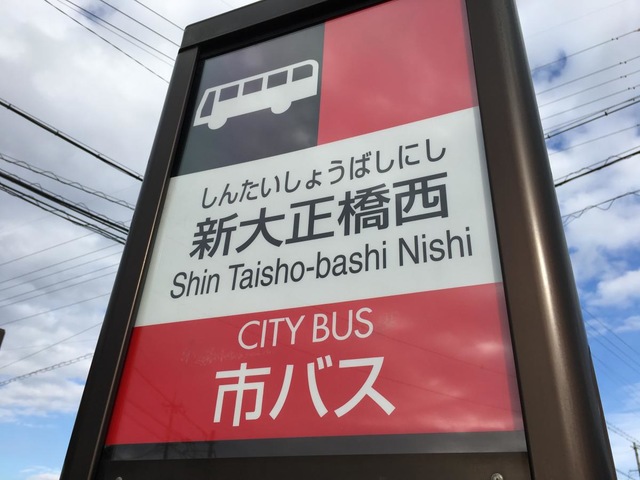 しんたいしょうばしにし
新大正橋西
Shin Taisho-bashi Nishi
CITY BUS
市バス